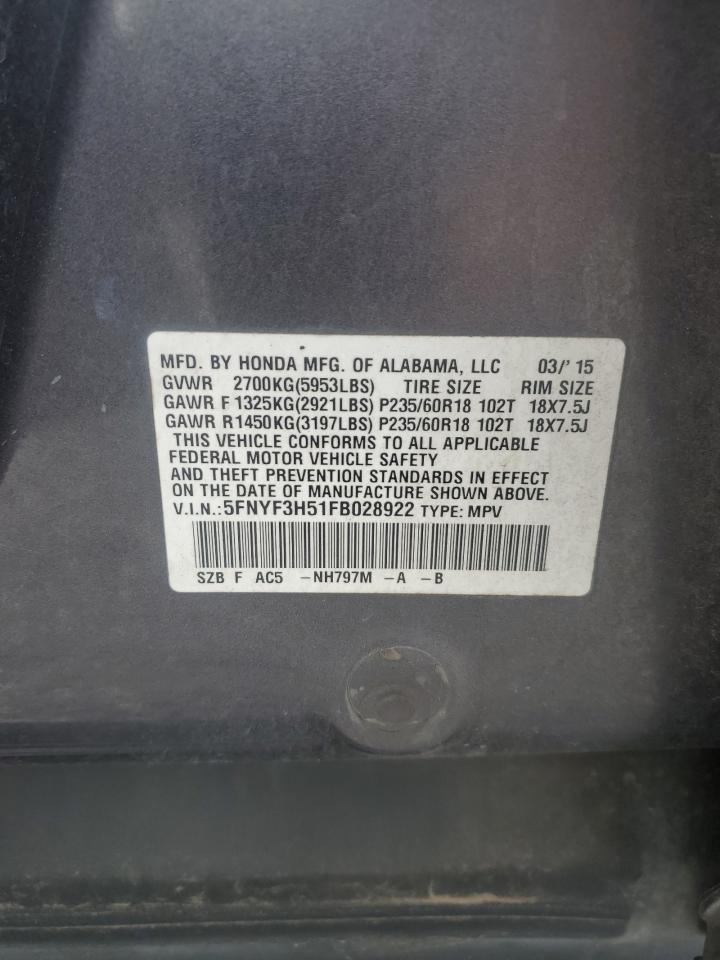 MFD. BY HONDA MFG. OF ALABAMA, LLC 03/'15
GVWR 2700KG(5953LBS) TIRE SIZE RIM SIZE
GAWR F 1325KG(2921LBS) P235/60R18 102T 18X7.5J
GAWR R1450KG(3197LBS) P235/60R18 102T 18X7.5J
THIS VEHICLE CONFORMS TO ALL APPLICABLE
FEDERAL MOTOR VEHICLE SAFETY
AND THEFT PREVENTION STANDARDS IN EFFECT
ON THE DATE OF MANUFACTURE SHOWN ABOVE.
V.I.N.:5FNYF3H51FB028922 TYPE: MPV
SZB F AC5 -NH797M -A -B